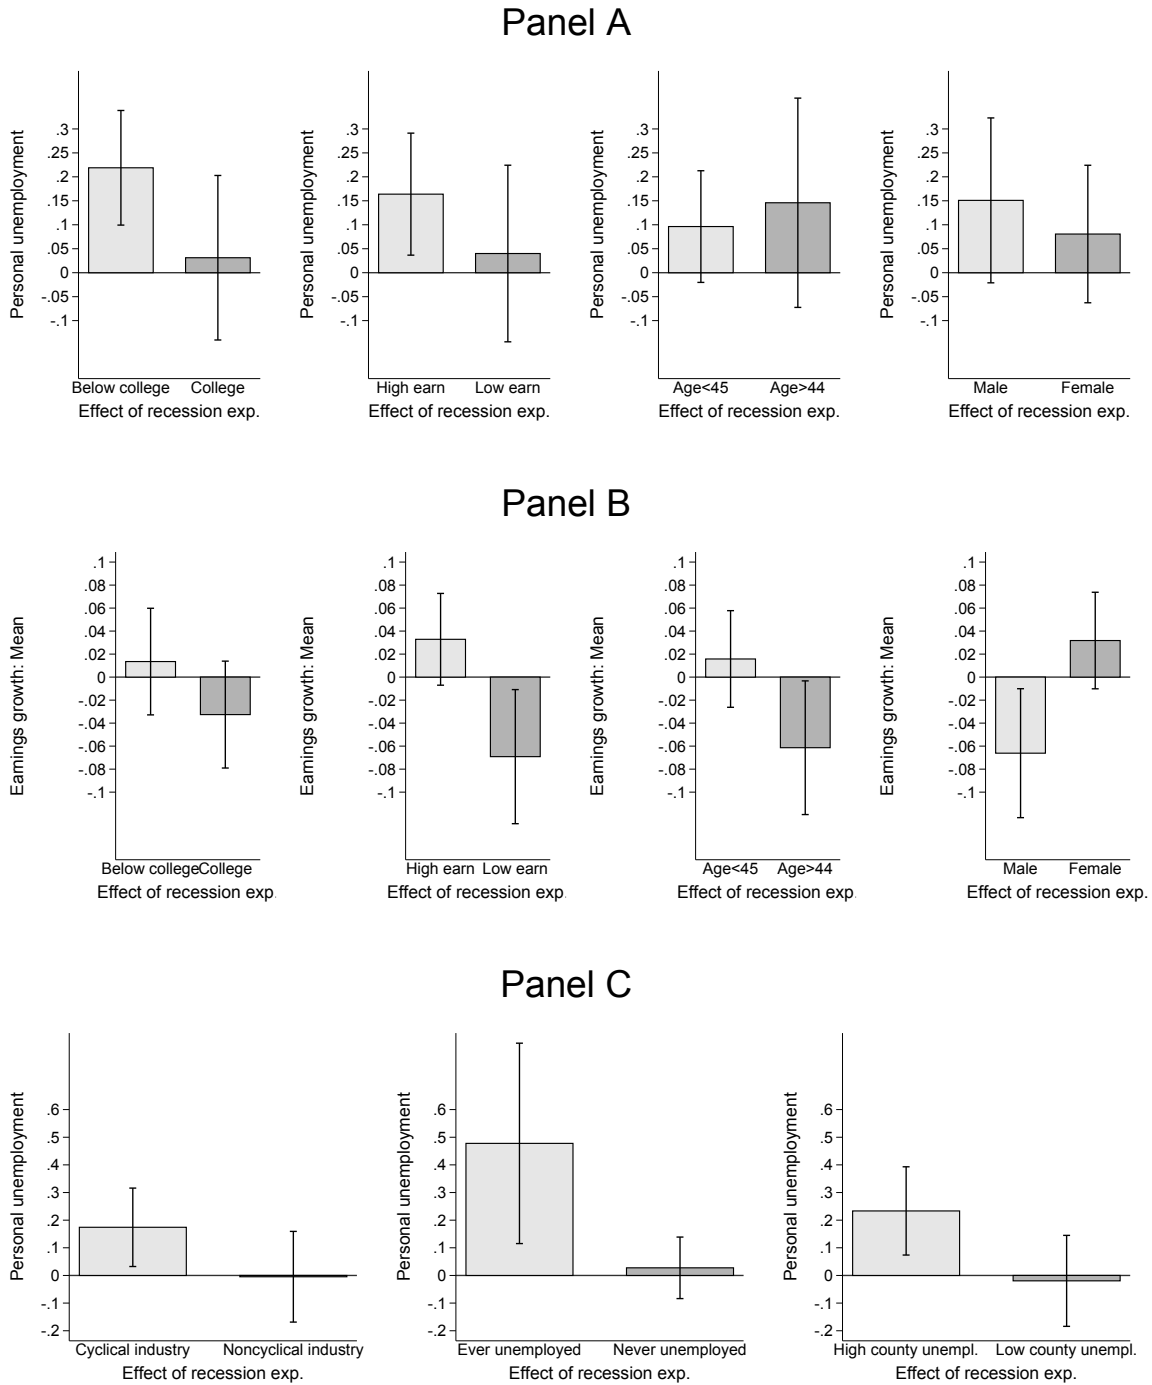 Panel A
Personal unemployment
.3
.25
.2
.15
.1
.05
0
-.05
-.1
Below college College
Effect of recession exp.
Personal unemployment
.3
.25
.2
.15
.1
.05
0
-.05
-.1
High earn Low earn
Effect of recession exp.
Personal unemployment
.3
.25
.2
.15
.1
.05
0
-.05
-.1
Age<45 Age>44
Effect of recession exp.
Personal unemployment
.3
.25
.2
.15
.1
.05
0
-.05
-.1
Male Female
Effect of recession exp.
Panel B
Earnings growth: Mean
.1
.08
.06
.04
.02
0
-.02
-.04
-.06
-.08
-.1
Below college College
Effect of recession exp.
Earnings growth: Mean
.1
.08
.06
.04
.02
0
-.02
-.04
-.06
-.08
-.1
High earn Low earn
Effect of recession exp.
Earnings growth: Mean
.1
.08
.06
.04
.02
0
-.02
-.04
-.06
-.08
-.1
Age<45 Age>44
Effect of recession exp.
Earnings growth: Mean
.1
.08
.06
.04
.02
0
-.02
-.04
-.06
-.08
-.1
Male Female
Effect of recession exp.
Panel C
Personal unemployment
.6
.5
.4
.3
.2
.1
0
-.1
-.2
Cyclical industry Noncyclical industry
Effect of recession exp.
Personal unemployment
.6
.5
.4
.3
.2
.1
0
-.1
-.2
Ever unemployed Never unemployed
Effect of recession exp.
Personal unemployment
.6
.5
.4
.3
.2
.1
0
-.1
-.2
High county unempl. Low county unempl.
Effect of recession exp.